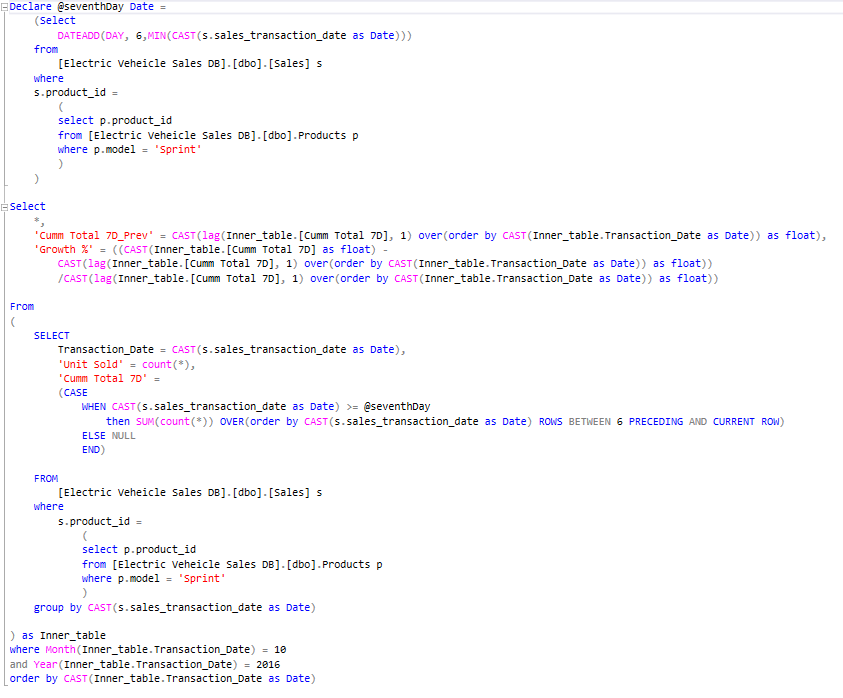 Declare @seventhDay Date =
(Select
DATEADD(DAY, 6,MIN(CAST(s.sales_transaction_date as Date)))
from
[Electric Veheicle Sales DB].[dbo].[Sales] s
where
s.product_id =
(
select p.product_id
from [Electric Veheicle Sales DB].[dbo].Products p
where p.model = 'Sprint'
)
)
Select
*,
'Cumm Total 7D_Prev' = CAST(lag(Inner_table.[Cumm Total 7D], 1) over(order by CAST(Inner_table.Transaction_Date as Date)) as float),
'Growth %' = ((CAST(Inner_table.[Cumm Total 7D] as float) -
CAST(lag(Inner_table.[Cumm Total 7D], 1) over(order by CAST(Inner_table.Transaction_Date as Date)) as float))
/CAST(lag(Inner_table.[Cumm Total 7D], 1) over(order by CAST(Inner_table.Transaction_Date as Date)) as float))
From
(
SELECT
Transaction_Date = CAST(s.sales_transaction_date as Date),
'Unit Sold' = count(*),
'Cumm Total 7D' =
(CASE
WHEN CAST(s.sales_transaction_date as Date) >= @seventhDay
then SUM(count(*)) OVER(order by CAST(s.sales_transaction_date as Date) ROWS BETWEEN 6 PRECEDING AND CURRENT ROW)
ELSE NULL
END)
FROM
[Electric Veheicle Sales DB].[dbo].[Sales] s
where
s.product_id =
(
select p.product_id
from [Electric Veheicle Sales DB].[dbo].Products p
where p.model = 'Sprint'
)
group by CAST(s.sales_transaction_date as Date)
) as Inner_table
where Month(Inner_table.Transaction_Date) = 10
and Year(Inner_table.Transaction_Date) = 2016
order by CAST(Inner_table.Transaction_Date as Date)